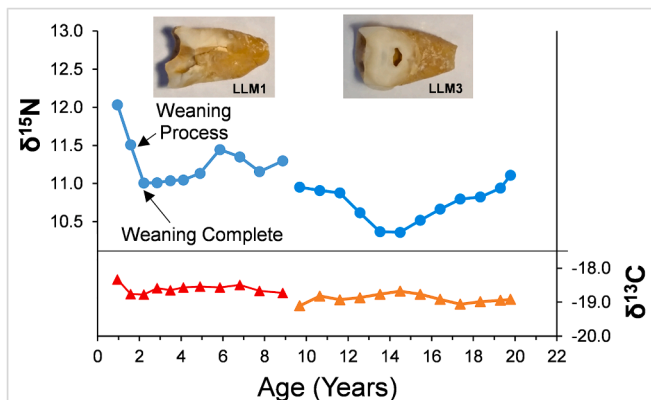 13.0
12.5
12.0
11.5
11.0
10.5
δ15N
LLM1
LLM3
Weaning
Process
Weaning Complete
-18.0
-19.0
-20.0
δ13C
0 2 4 6 8 10 12 14 16 18 20 22
Age (Years)